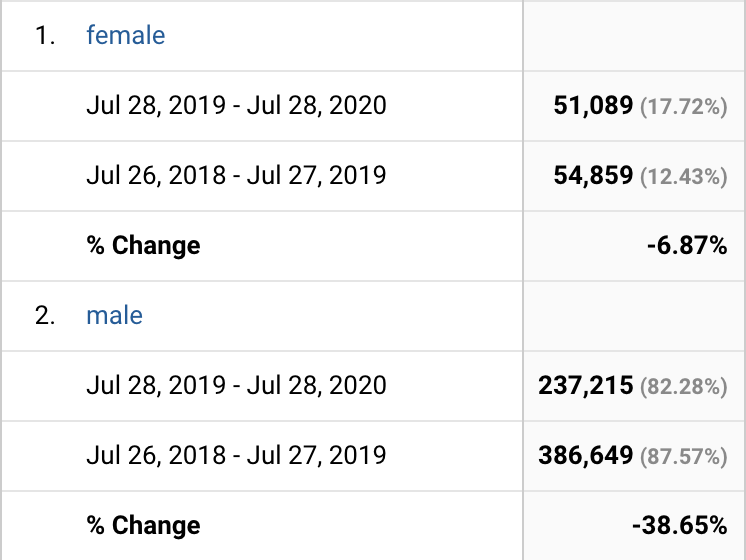 1. female
Jul 28, 2019 - Jul 28, 2020 51,089 (17.72%)
Jul 26, 2018 - Jul 27, 2019 54,859 (12.43%)
% Change -6.87%
2. male
Jul 28, 2019 - Jul 28, 2020 237,215 (82.28%)
Jul 26, 2018 - Jul 27, 2019 386,649 (87.57%)
% Change -38.65%